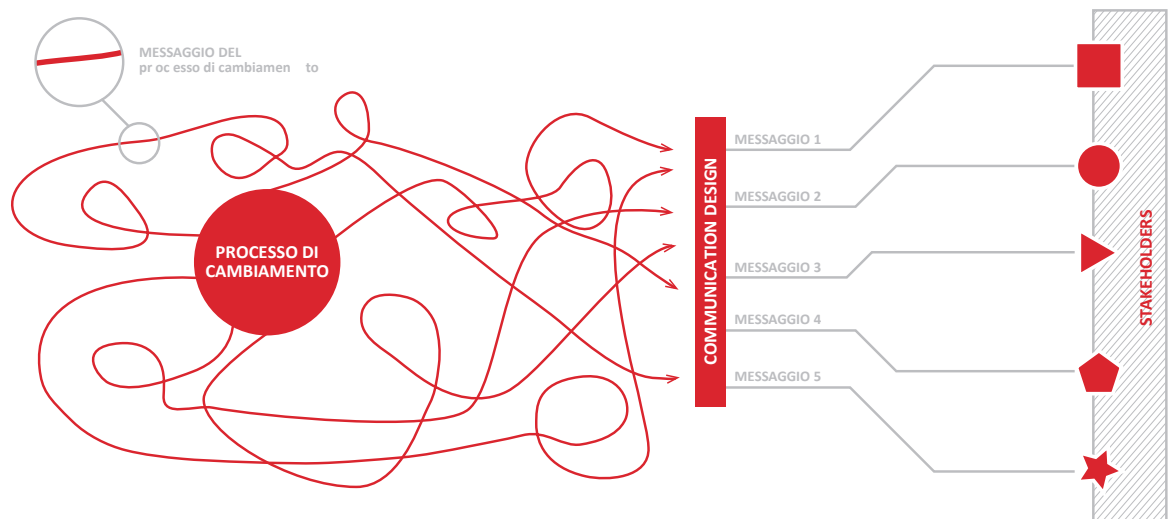 MESSAGGIO DEL
pr oc esso di cambiamen to
PROCESSO DI
CAMBIAMENTO
COMMUNICATION DESIGN
MESSAGGIO 1
MESSAGGIO 2
MESSAGGIO 3
MESSAGGIO 4
MESSAGGIO 5
STAKEHOLDERS